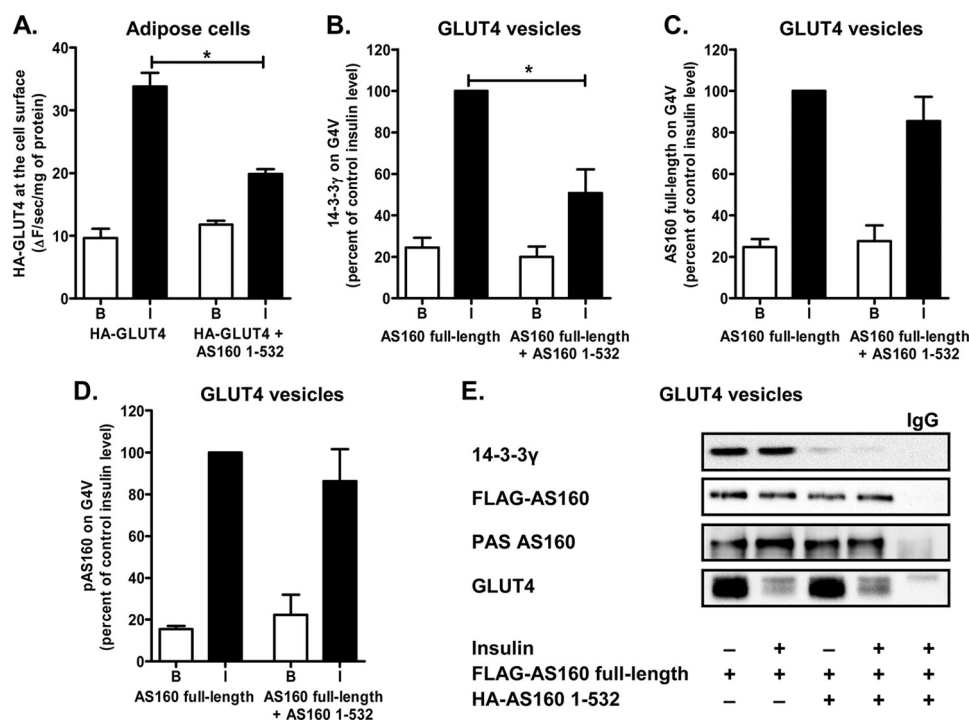 A. Adipose cells
HA-GLUT4 at the cell surface
(ΔF/sec/mg of protein)
40
30
20
10
0
*
B I B I
HA-GLUT4 HA-GLUT4 +
AS160 1-532
B. GLUT4 vesicles
14-3-3γ on G4V
(percent of control insulin level)
120
100
80
60
40
20
0
*
B I B I
AS160 full-length AS160 full-length
+ AS160 1-532
C. GLUT4 vesicles
AS160 full-length on G4V
(percent of control insulin level)
120
100
80
60
40
20
0
B I B I
AS160 full-length AS160 full-length
+ AS160 1-532
D. GLUT4 vesicles
pAS160 on G4V
(percent of control insulin level)
120
100
80
60
40
20
0
B I B I
AS160 full-length AS160 full-length
+ AS160 1-532
E. GLUT4 vesicles
IgG
14-3-3γ
FLAG-AS160
PAS AS160
GLUT4
Insulin – + – + +
FLAG-AS160 full-length + + + + +
HA-AS160 1-532 – – + + +